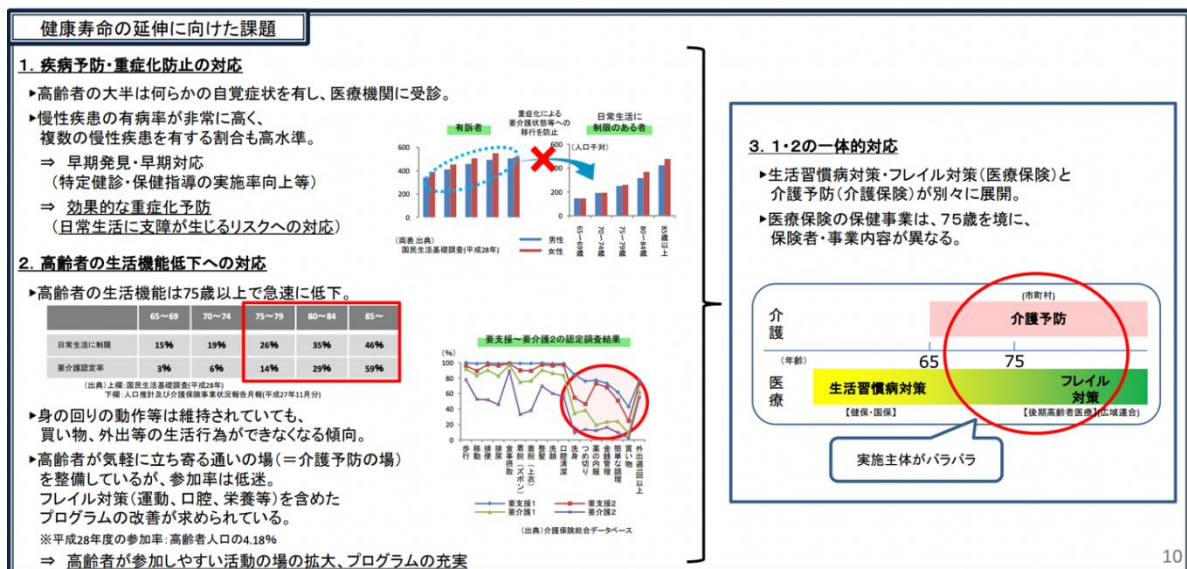 健康寿命の延伸に向けた課題
1. 疾病予防・重症化防止の対応
▶高齢者の大半は何らかの自覚症状を有し、医療機関に受診。
▶慢性疾患の有病率が非常に高く、
複数の慢性疾患を有する割合も高水準。
⇒ 早期発見・早期対応
(特定健診・保健指導の実施率向上等)
⇒ 効果的な重症化予防
(日常生活に支障が生じるリスクへの対応)
有訴者
重症化による
要介護状態等への
移行を防止
日常生活に
制限のある者
(人口千対)
600
400
200
0
600
400
200
0
65~69歳
70~74歳
75~79歳
80~84歳
85歳以上
男性
女性
(両表 出典)
国民生活基礎調査(平成28年)
2. 高齢者の生活機能低下への対応
▶高齢者の生活機能は75歳以上で急速に低下。
65~69 70~74 75~79 80~84 85~
日常生活に制限 15% 19% 26% 35% 46%
要介護認定率 3% 6% 14% 29% 59%
(出典)上欄:国民生活基礎調査(平成28年)
下欄:人口推計及び介護保険事業状況報告月報(平成27年11月分)
▶身の回りの動作等は維持されていても、
買い物、外出等の生活行為ができなくなる傾向。
▶高齢者が気軽に立ち寄る通いの場(=介護予防の場)
を整備しているが、参加率は低迷。
フレイル対策(運動、口腔、栄養等)を含めた
プログラムの改善が求められている。
※平成28年度の参加率:高齢者人口の4.18%
⇒ 高齢者が参加しやすい活動の場の拡大、プログラムの充実
要支援~要介護2の認定調査結果
(%)
100
80
60
40
20
0
歩行
移動
排便
排尿
食事摂取
着脱(ズボン)
着脱(上衣)
整髪
洗顔
口腔清潔
洗身
つめ切り
薬の内服
金銭管理
簡単な調理
買い物
外出週1回以上
要支援1
要支援2
要介護1
要介護2
(出典)介護保険総合データベース
3. 1・2の一体的対応
▶生活習慣病対策・フレイル対策(医療保険)と
介護予防(介護保険)が別々に展開。
▶医療保険の保健事業は、75歳を境に、
保険者・事業内容が異なる。
介護
(市町村)
介護予防
(年齢)
65
75
医療
生活習慣病対策
フレイル
対策
【健保・国保】
【後期高齢者医療】(広域連合)
実施主体がバラバラ
10